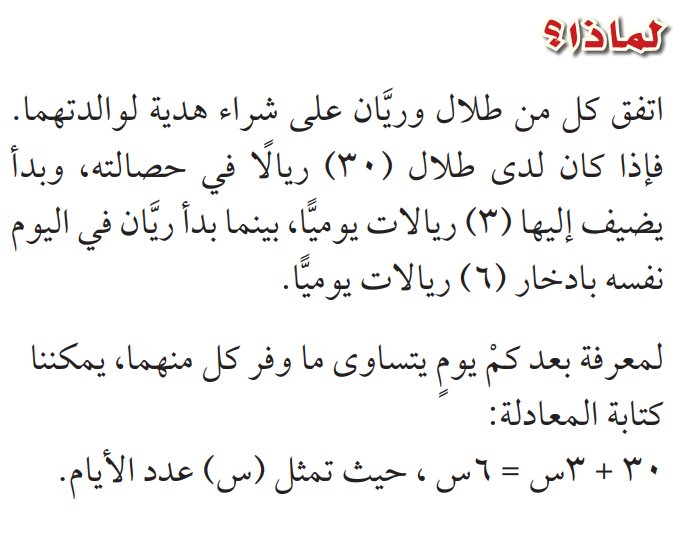 لماذا؟
اتفق كل من طلال وريَّان على شراء هدية لوالدتهما.
فإذا كان لدى طلال (٣٠) ريالًا في حصالته، وبدأ
يضيف إليها (٣) ريالات يوميًّا، بينما بدأ ريَّان في اليوم
نفسه بادخار (٦) ريالات يوميًّا.
لمعرفة بعد كمْ يومٍ يتساوى ما وفر كل منهما، يمكننا
كتابة المعادلة:
٣٠ + ٣س = ٦س ، حيث تمثل (س) عدد الأيام.